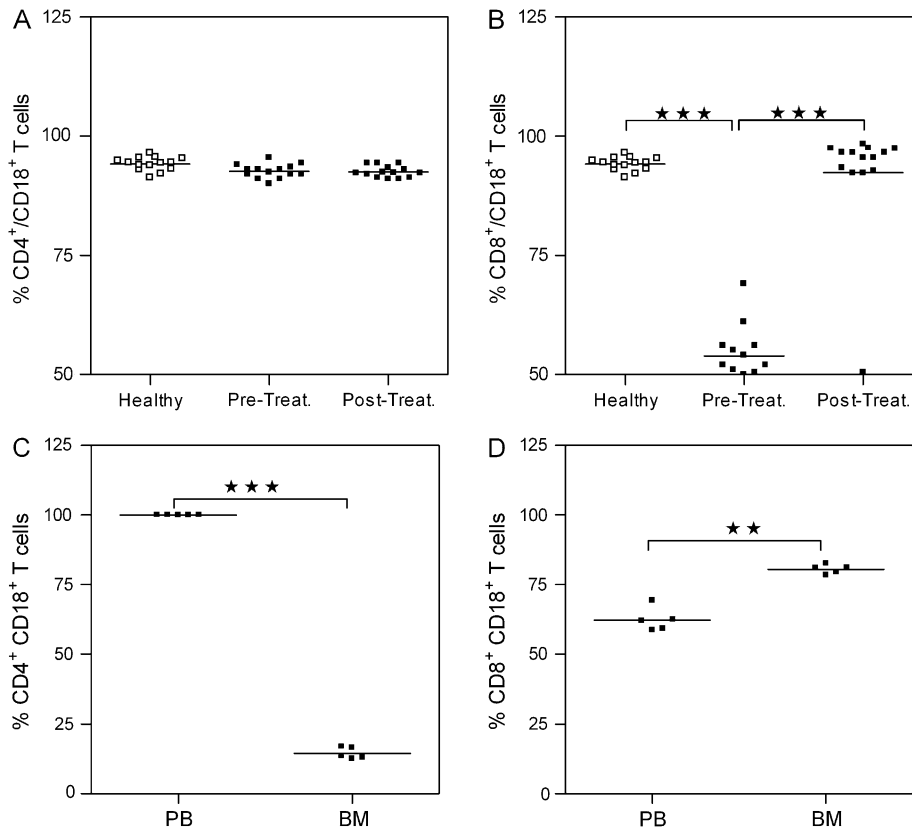 A
125
100
75
50
% CD4+/CD18+ T cells
Healthy Pre-Treat. Post-Treat.
B
125
★ ★ ★ ★ ★ ★
100
75
50
% CD8+/CD18+ T cells
Healthy Pre-Treat. Post-Treat.
C
125
★ ★ ★
100
75
50
25
0
% CD4+ CD18+ T cells
PB BM
D
125
100
★ ★
75
50
25
0
% CD8+ CD18+ T cells
PB BM